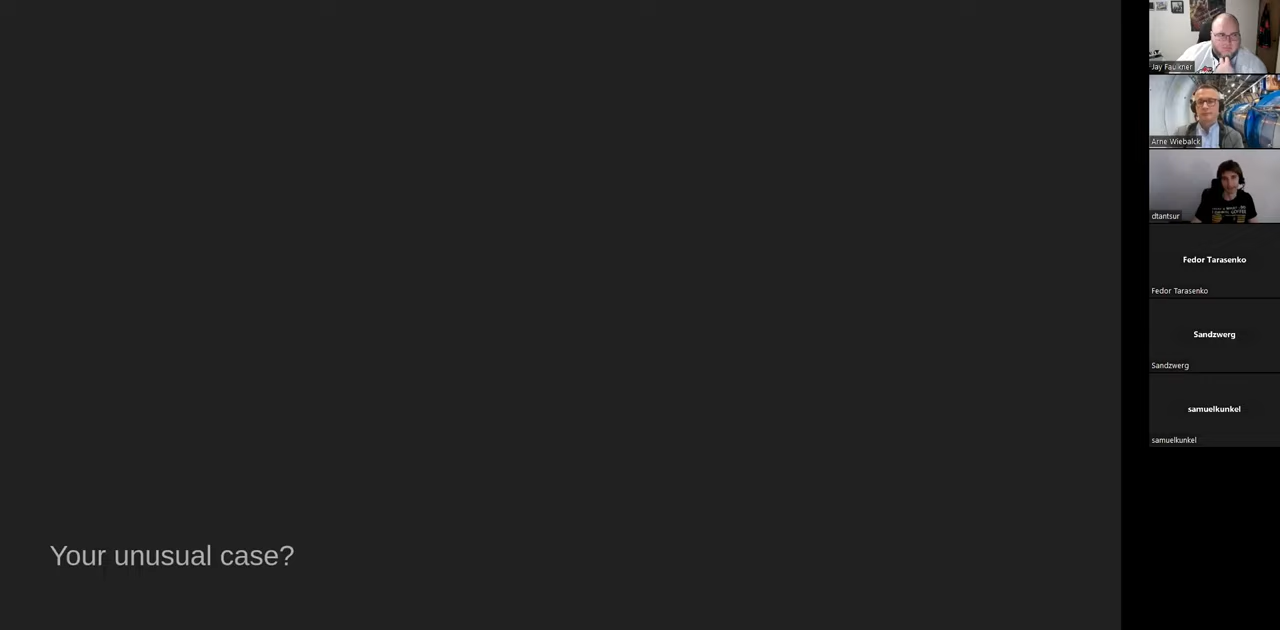 Your unusual case?
Jay Faulkner
Arne Wiebalck
dtantsur
Fedor Tarasenko
Fedor Tarasenko
Sandzwerg
Sandzwerg
samuelkunkel
samuelkunkel